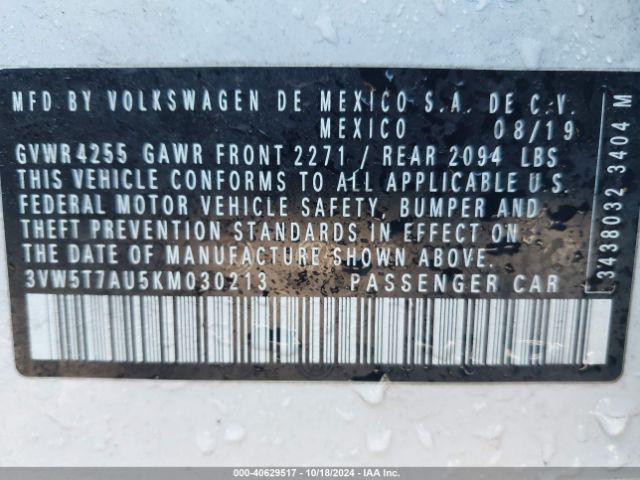 MFD BY VOLKSWAGEN DE MEXICO S.A. DE C.V.
MEXICO 08/19
GVWR 4255 GAWR FRONT 2271 / REAR 2094 LBS
THIS VEHICLE CONFORMS TO ALL APPLICABLE U.S.
FEDERAL MOTOR VEHICLE SAFETY, BUMPER AND
THEFT PREVENTION STANDARDS IN EFFECT ON
THE DATE OF MANUFACTURE SHOWN ABOVE.
3VW5T7AU5KM030213 PASSENGER CAR
3438032 3404 M
000-40629517 | 10/18/2024 | IAAI.COM